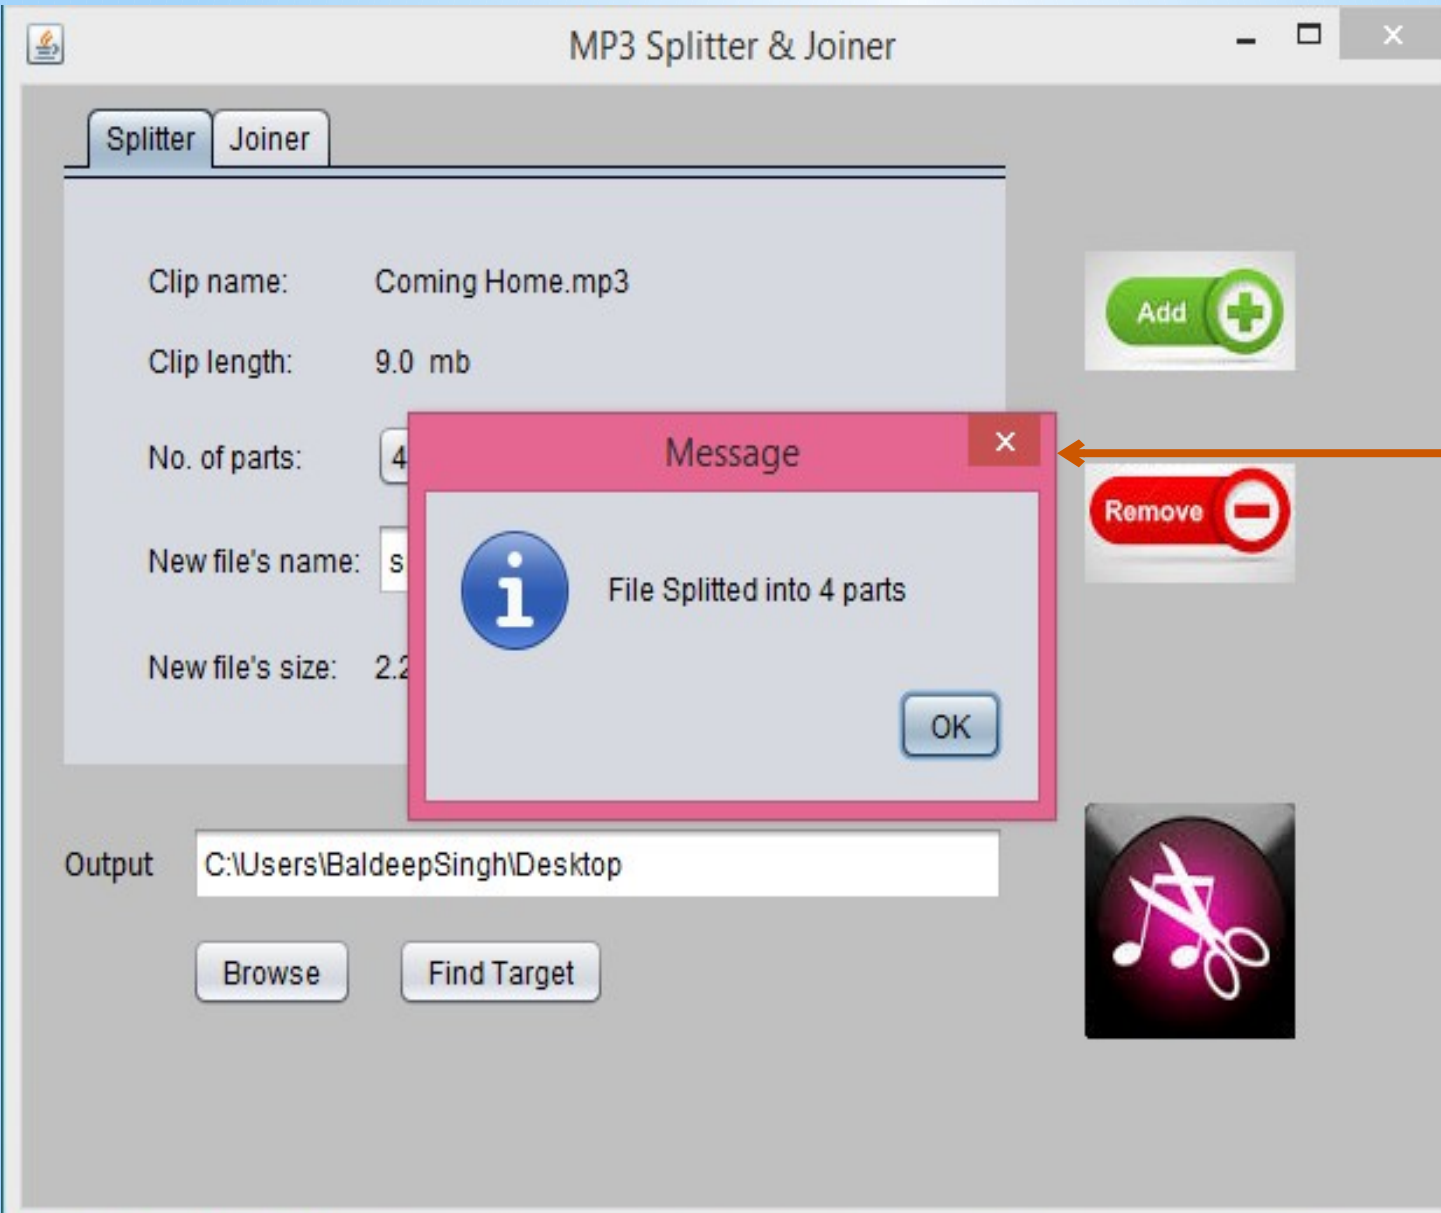 MP3 Splitter & Joiner
Splitter Joiner
Clip name: Coming Home.mp3
Add
Clip length: 9.0 mb
No. of parts: 4
Message
Remove
New file's name: s
File Splitted into 4 parts
New file's size: 2.2
OK
Output C:\Users\BaldeepSingh\Desktop
Browse Find Target